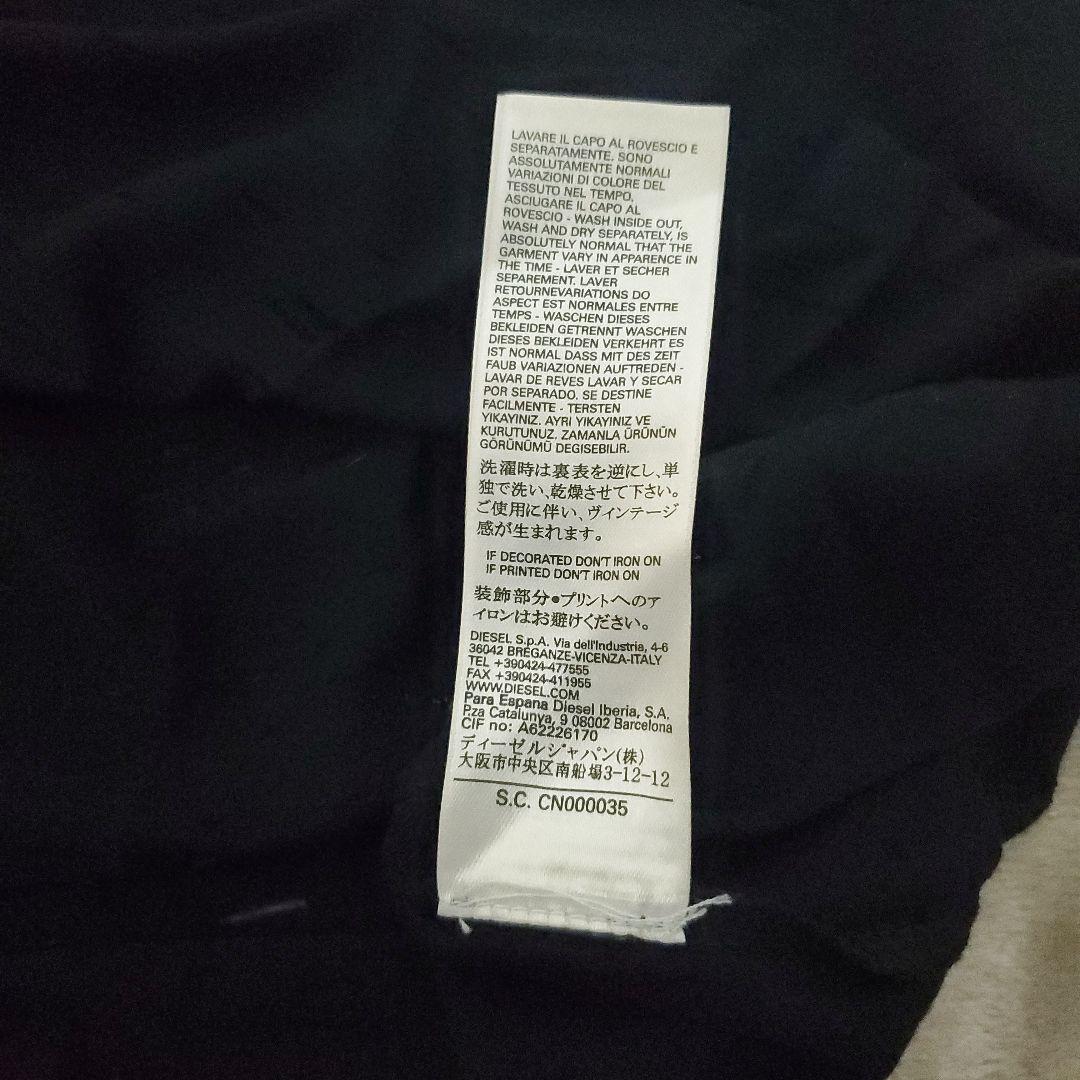 LAVARE IL CAPO AL ROVESCIO E
SEPARATAMENTE. SONO
ASSOLUTAMENTE NORMALI
VARIAZIONI DI COLORE DEL
TESSUTO NEL TEMPO,
ASCIUGARE IL CAPO AL
ROVESCIO - WASH INSIDE OUT,
WASH AND DRY SEPARATELY, IS
ABSOLUTELY NORMAL THAT THE
GARMENT VARY IN APPARENCE IN
THE TIME - LAVER ET SECHER
SEPAREMENT. LAVER
RETOURNEVARIATIONS DO
ASPECT EST NORMALES ENTRE
TEMPS - WASCHEN DIESES
BEKLEIDEN GETRENNT WASCHEN
DIESES BEKLEIDEN VERKEHRT ES
IST NORMAL DASS MIT DES ZEIT
FAUB VARIAZIONEN AUFTREDEN -
LAVAR DE REVES LAVAR Y SECAR
POR SEPARADO. SE DESTINE
FACILMENTE - TERSTEN
YIKAYINIZ. AYRI YIKAYINIZ VE
KURUTUNUZ. ZAMANLA ÜRÜNÜN
GÖRÜNÜMÜ DEGISEBILIR.
洗濯時は裏表を逆にし、単
独で洗い、乾燥させて下さい。
ご使用に伴い、ヴィンテージ
感が生まれます。
IF DECORATED DON'T IRON ON
IF PRINTED DON'T IRON ON
装飾部分●プリントへのア
イロンはお避けください。
DIESEL S.p.A. Via dell'Industria, 4-6
36042 BREGANZE-VICENZA-ITALY
TEL +390424-477555
FAX +390424-411955
WWW.DIESEL.COM
Para Espana Diesel Iberia, S.A.
P.za Catalunya, 9 08002 Barcelona
CIF no: A62226170
ディーゼルジャパン(株)
大阪市中央区南船場3-12-12
S.C. CN000035